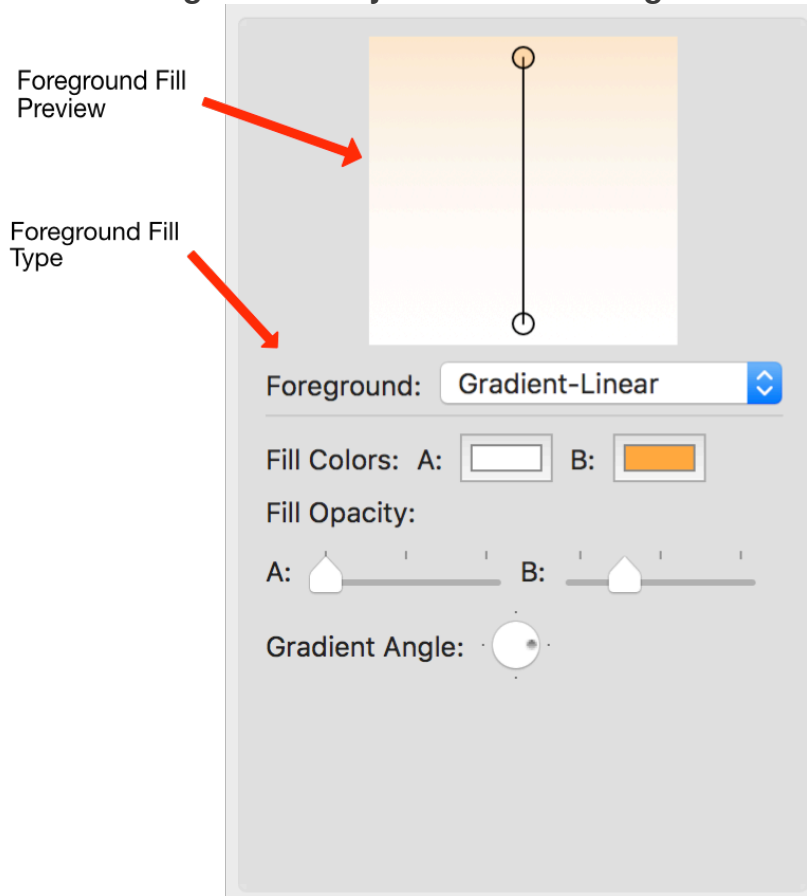 Foreground Fill
Preview
Foreground Fill
Type
Foreground: Gradient-Linear
Fill Colors: A: B:
Fill Opacity:
A: B:
Gradient Angle: